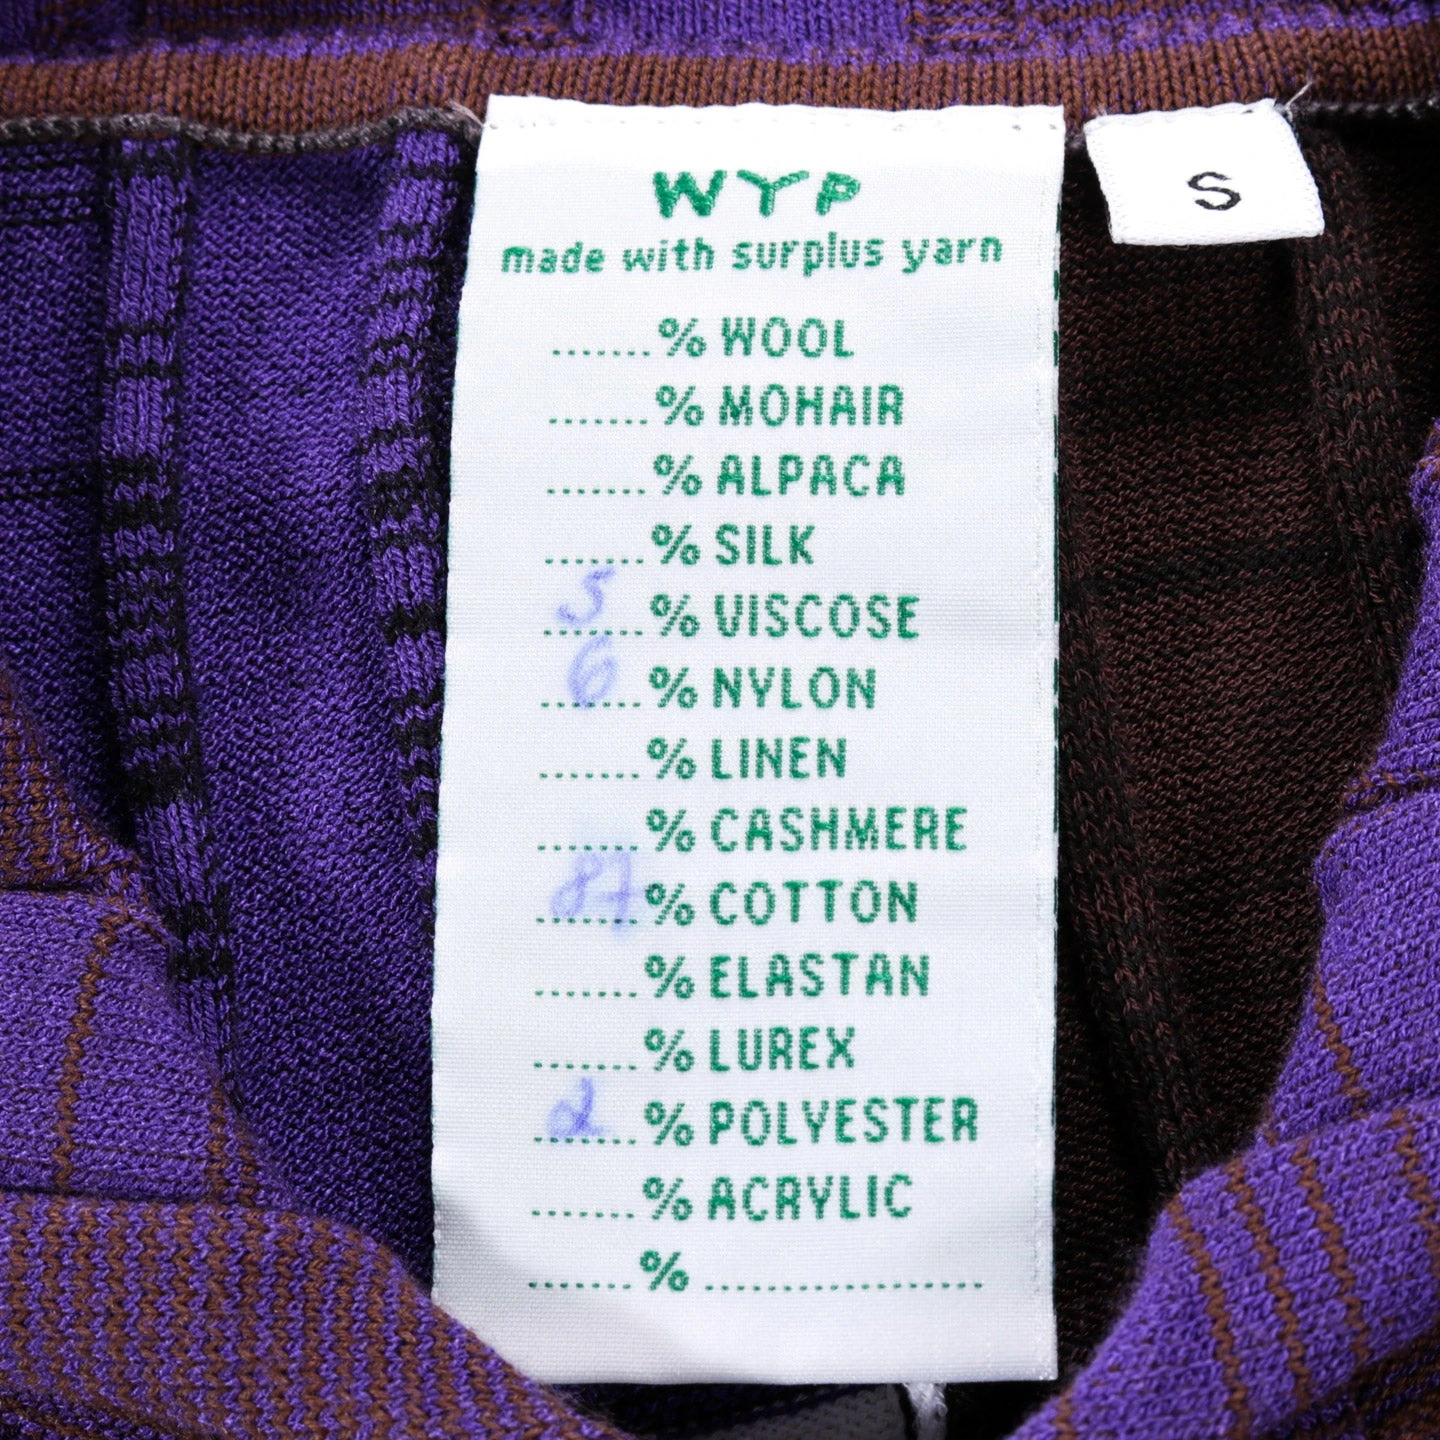 WYP
S
made with surplus yarn
.......% WOOL
.......% MOHAIR
.......% ALPACA
.......% SILK
5% VISCOSE
6% NYLON
.......% LINEN
.......% CASHMERE
87% COTTON
.......% ELASTAN
.......% LUREX
2% POLYESTER
.......% ACRYLIC
.......% ..................